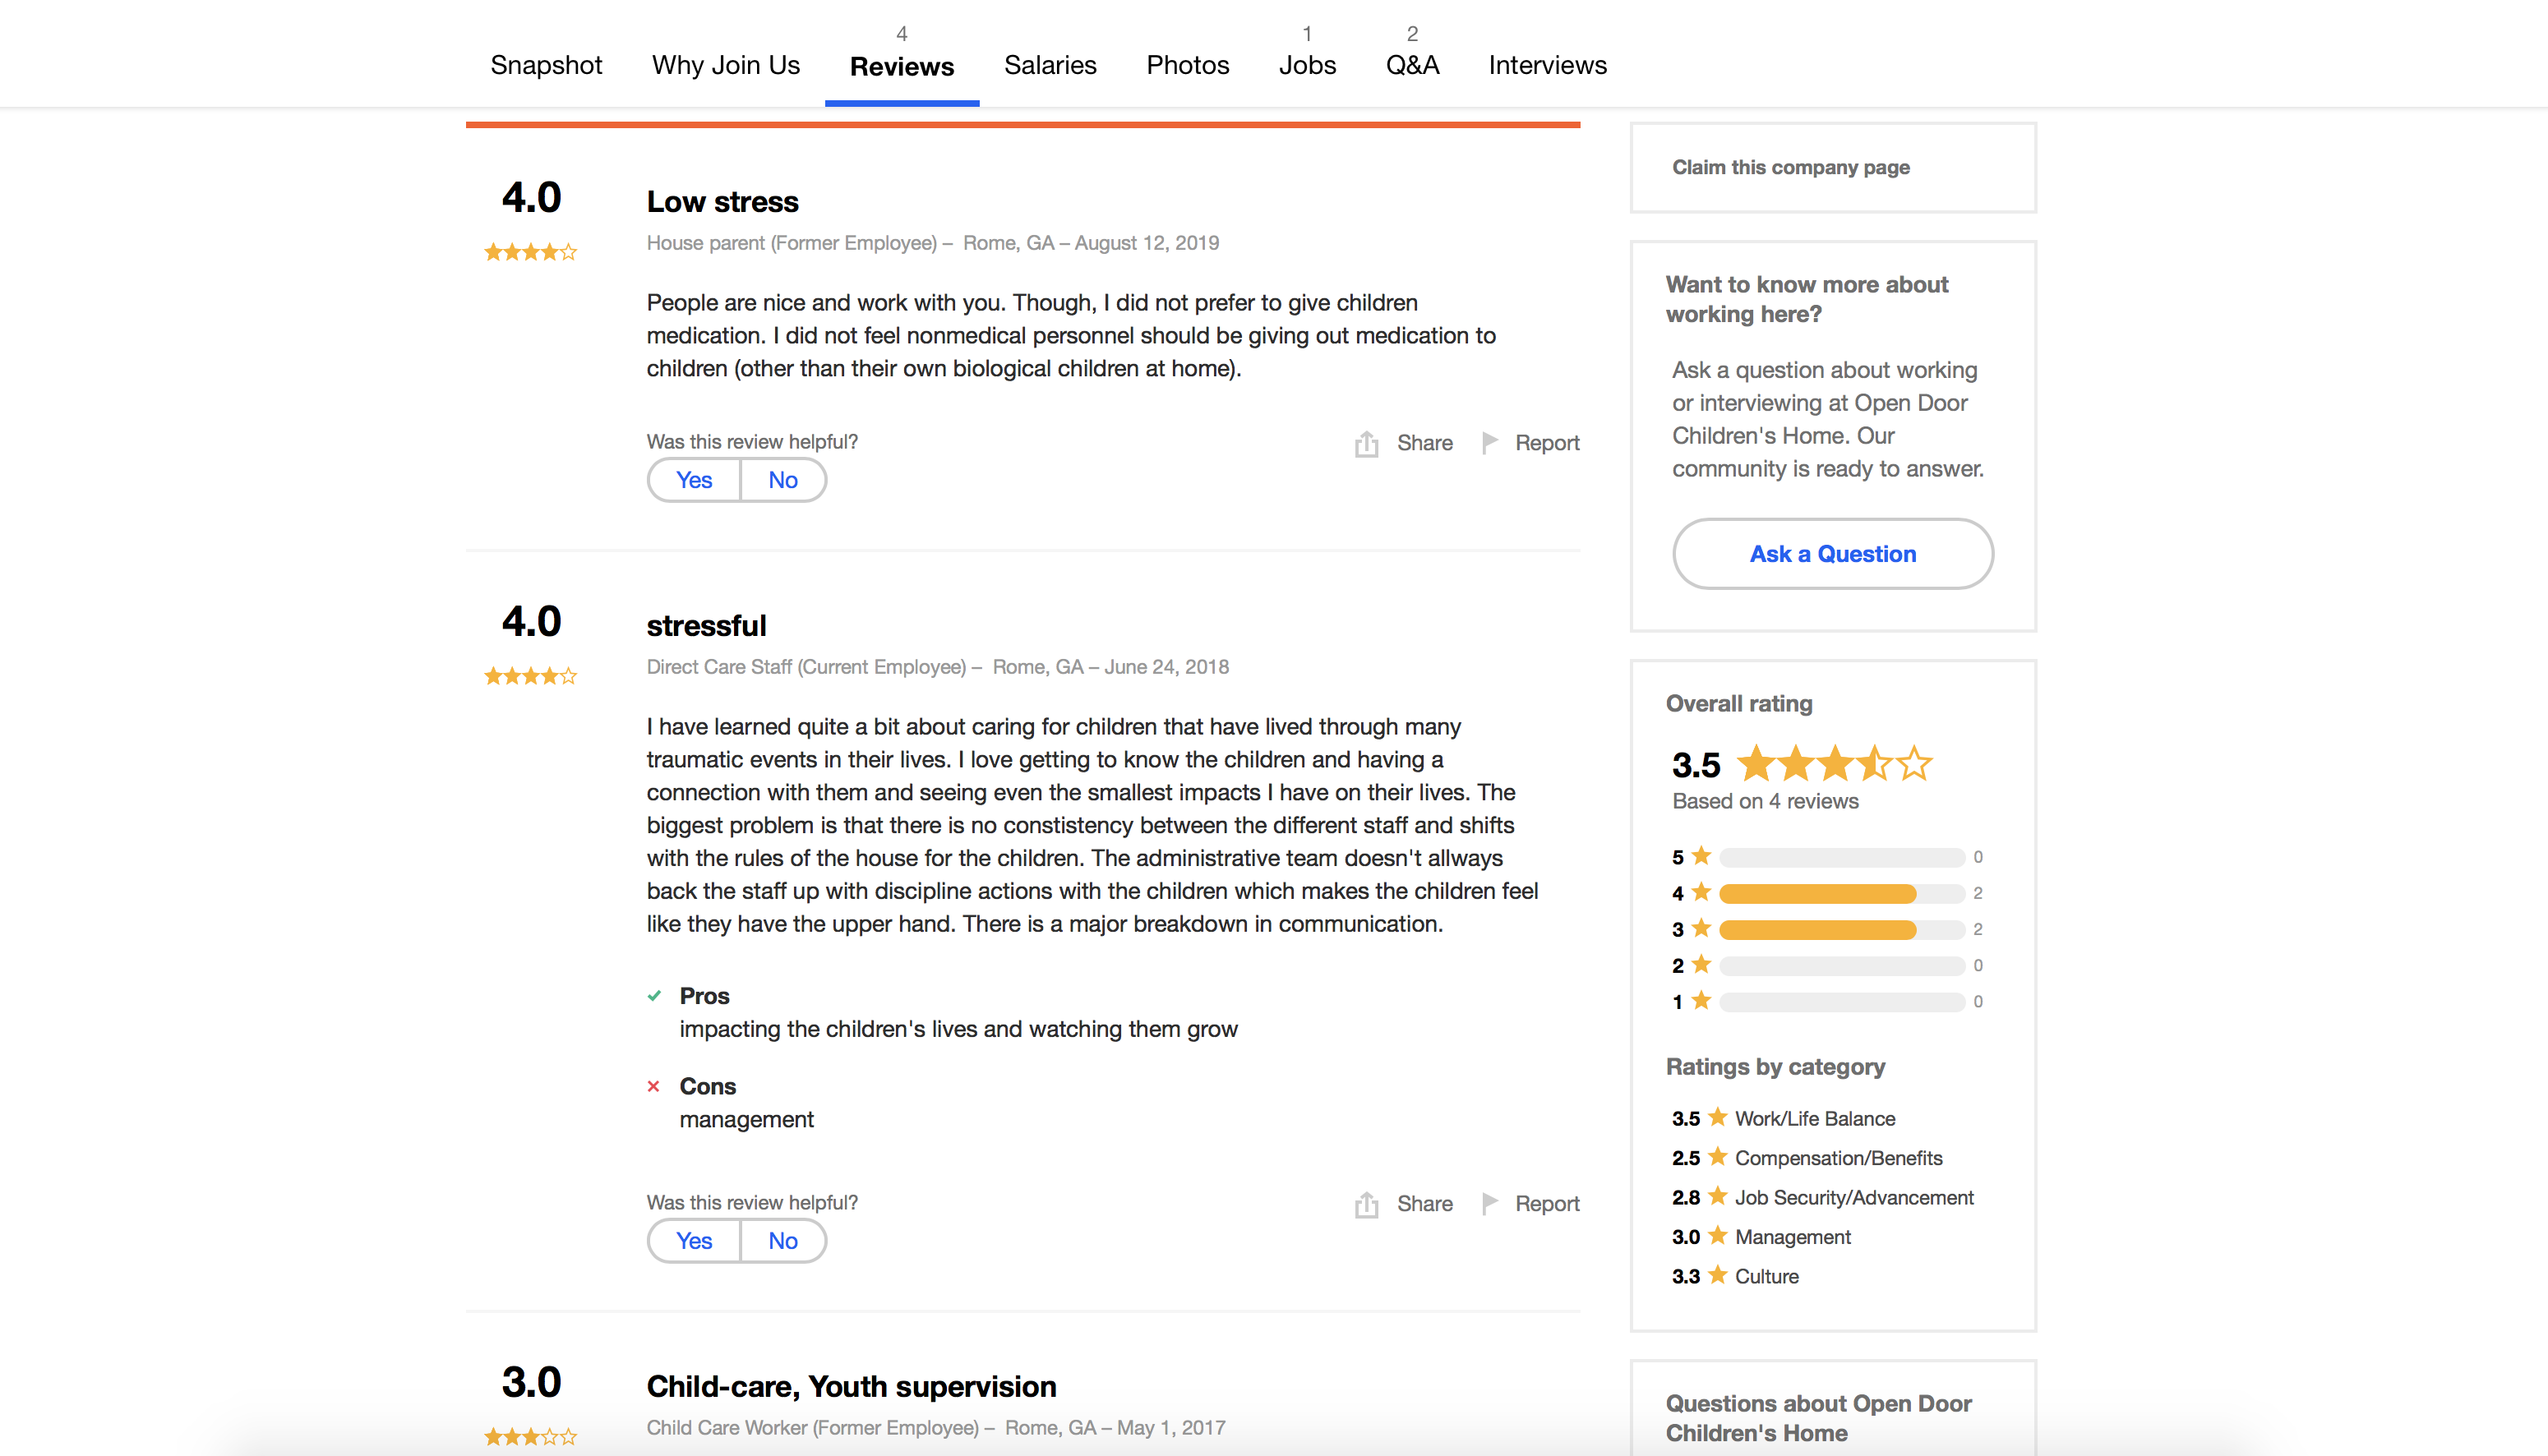 4 1 2
Snapshot Why Join Us Reviews Salaries Photos Jobs Q&A Interviews
4.0
Low stress
House parent (Former Employee) – Rome, GA – August 12, 2019
People are nice and work with you. Though, I did not prefer to give children
medication. I did not feel nonmedical personnel should be giving out medication to
children (other than their own biological children at home).
Was this review helpful?
Yes No
Share Report
4.0
stressful
Direct Care Staff (Current Employee) – Rome, GA – June 24, 2018
I have learned quite a bit about caring for children that have lived through many
traumatic events in their lives. I love getting to know the children and having a
connection with them and seeing even the smallest impacts I have on their lives. The
biggest problem is that there is no constistency between the different staff and shifts
with the rules of the house for the children. The administrative team doesn't allways
back the staff up with discipline actions with the children which makes the children feel
like they have the upper hand. There is a major breakdown in communication.
Pros
impacting the children's lives and watching them grow
Cons
management
Was this review helpful?
Yes No
Share Report
3.0
Child-care, Youth supervision
Child Care Worker (Former Employee) – Rome, GA – May 1, 2017
Claim this company page
Want to know more about
working here?
Ask a question about working
or interviewing at Open Door
Children's Home. Our
community is ready to answer.
Ask a Question
Overall rating
3.5
Based on 4 reviews
5 0
4 2
3 2
2 0
1 0
Ratings by category
3.5 Work/Life Balance
2.5 Compensation/Benefits
2.8 Job Security/Advancement
3.0 Management
3.3 Culture
Questions about Open Door
Children's Home